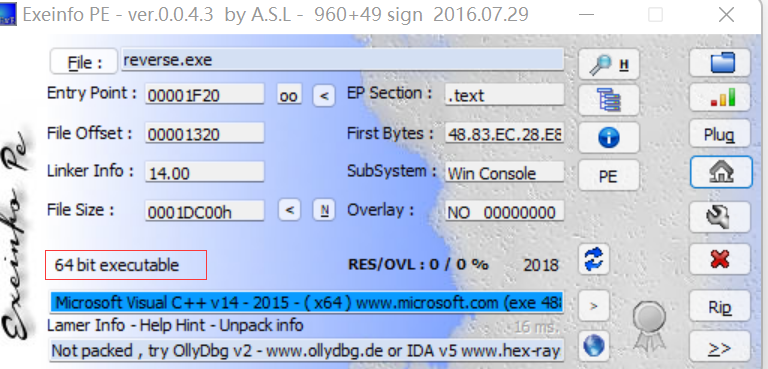 Exeinfo PE - ver.0.0.4.3 by A.S.L - 960+49 sign 2016.07.29
File : reverse.exe H
Entry Point : 00001F20 oo < EP Section : .text
File Offset : 00001320 First Bytes : 48.83.EC.28.E8 Plug
Linker Info : 14.00 SubSystem : Win Console PE
File Size : 0001DC00h < N Overlay : NO 00000000
64 bit executable RES/OVL : 0 / 0 % 2018
Microsoft Visual C++ v14 - 2015 - ( x64 ) www.microsoft.com (exe 48 > Rip
Lamer Info - Help Hint - Unpack info 16 ms.
Not packed , try OllyDbg v2 - www.ollydbg.de or IDA v5 www.hex-ray >>
Exeinfo Pe